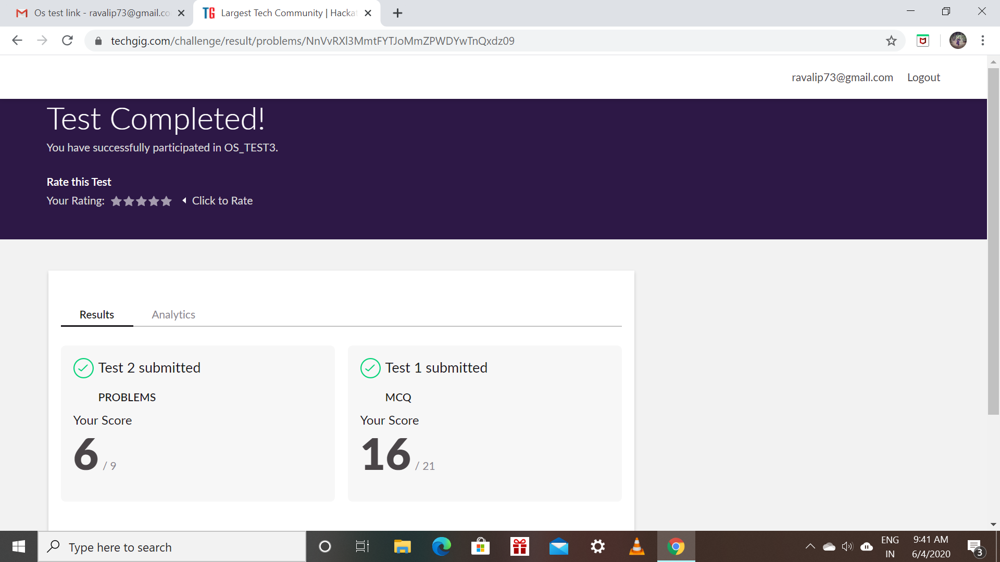 Os test link - ravalip73@gmail.co
TG Largest Tech Community | Hacka
techgig.com/challenge/result/problems/NnVvRXl3MmtFYTJoMmZPWDYwTnQxdz09
ravalip73@gmail.com Logout
Test Completed!
You have successfully participated in OS_TEST3.
Rate this Test
Your Rating: Click to Rate
Results Analytics
Test 2 submitted
PROBLEMS
Your Score
6 / 9
Test 1 submitted
MCQ
Your Score
16 / 21
Type here to search
ENG
IN
9:41 AM
6/4/2020
3